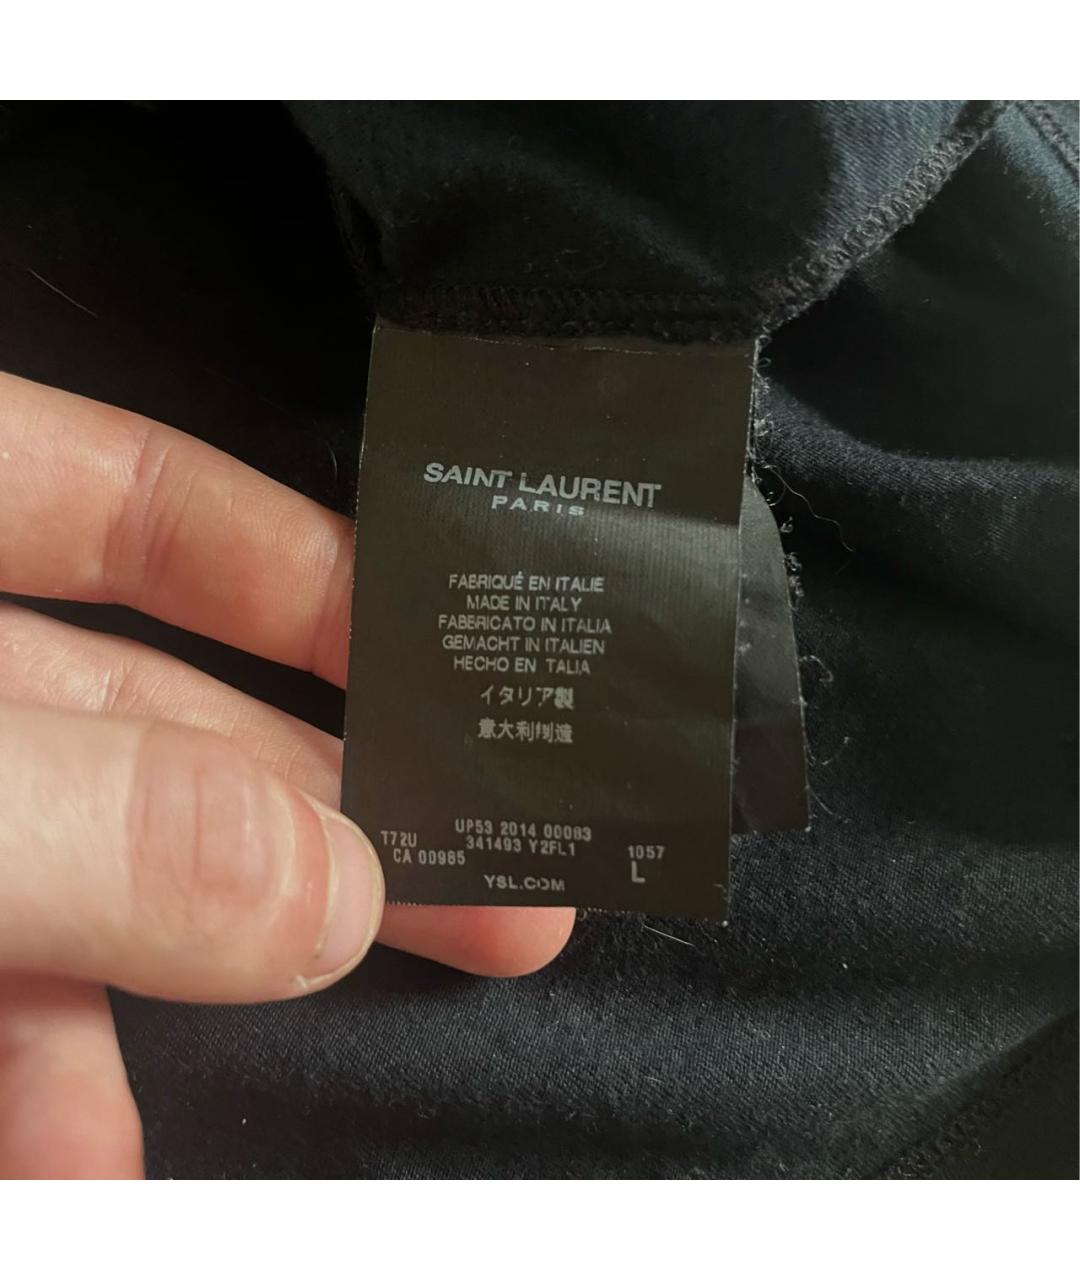 SAINT LAURENT
PARIS
FABRIQUÉ EN ITALIE
MADE IN ITALY
FABBRICATO IN ITALIA
GEMACHT IN ITALIEN
HECHO EN TALIA
イタリア製
意大利制造
UP53 2014 00083
T72U 341493 Y2FL1 1057
CA 00985 L
YSL.COM